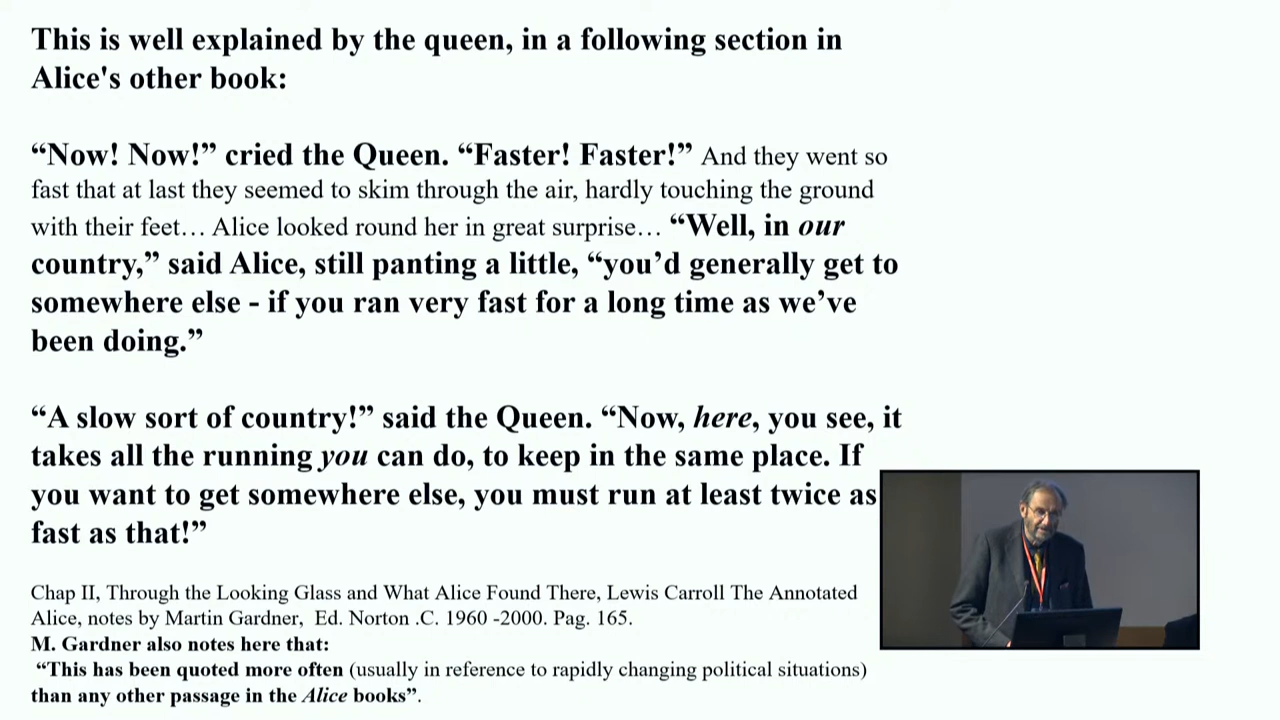 This is well explained by the queen, in a following section in
Alice's other book:
“Now! Now!” cried the Queen. “Faster! Faster!” And they went so
fast that at last they seemed to skim through the air, hardly touching the ground
with their feet… Alice looked round her in great surprise… “Well, in our
country,” said Alice, still panting a little, “you’d generally get to
somewhere else - if you ran very fast for a long time as we’ve
been doing.”
“A slow sort of country!” said the Queen. “Now, here, you see, it
takes all the running you can do, to keep in the same place. If
you want to get somewhere else, you must run at least twice as
fast as that!”
Chap II, Through the Looking Glass and What Alice Found There, Lewis Carroll The Annotated
Alice, notes by Martin Gardner, Ed. Norton .C. 1960 -2000. Pag. 165.
M. Gardner also notes here that:
“This has been quoted more often (usually in reference to rapidly changing political situations)
than any other passage in the Alice books”.